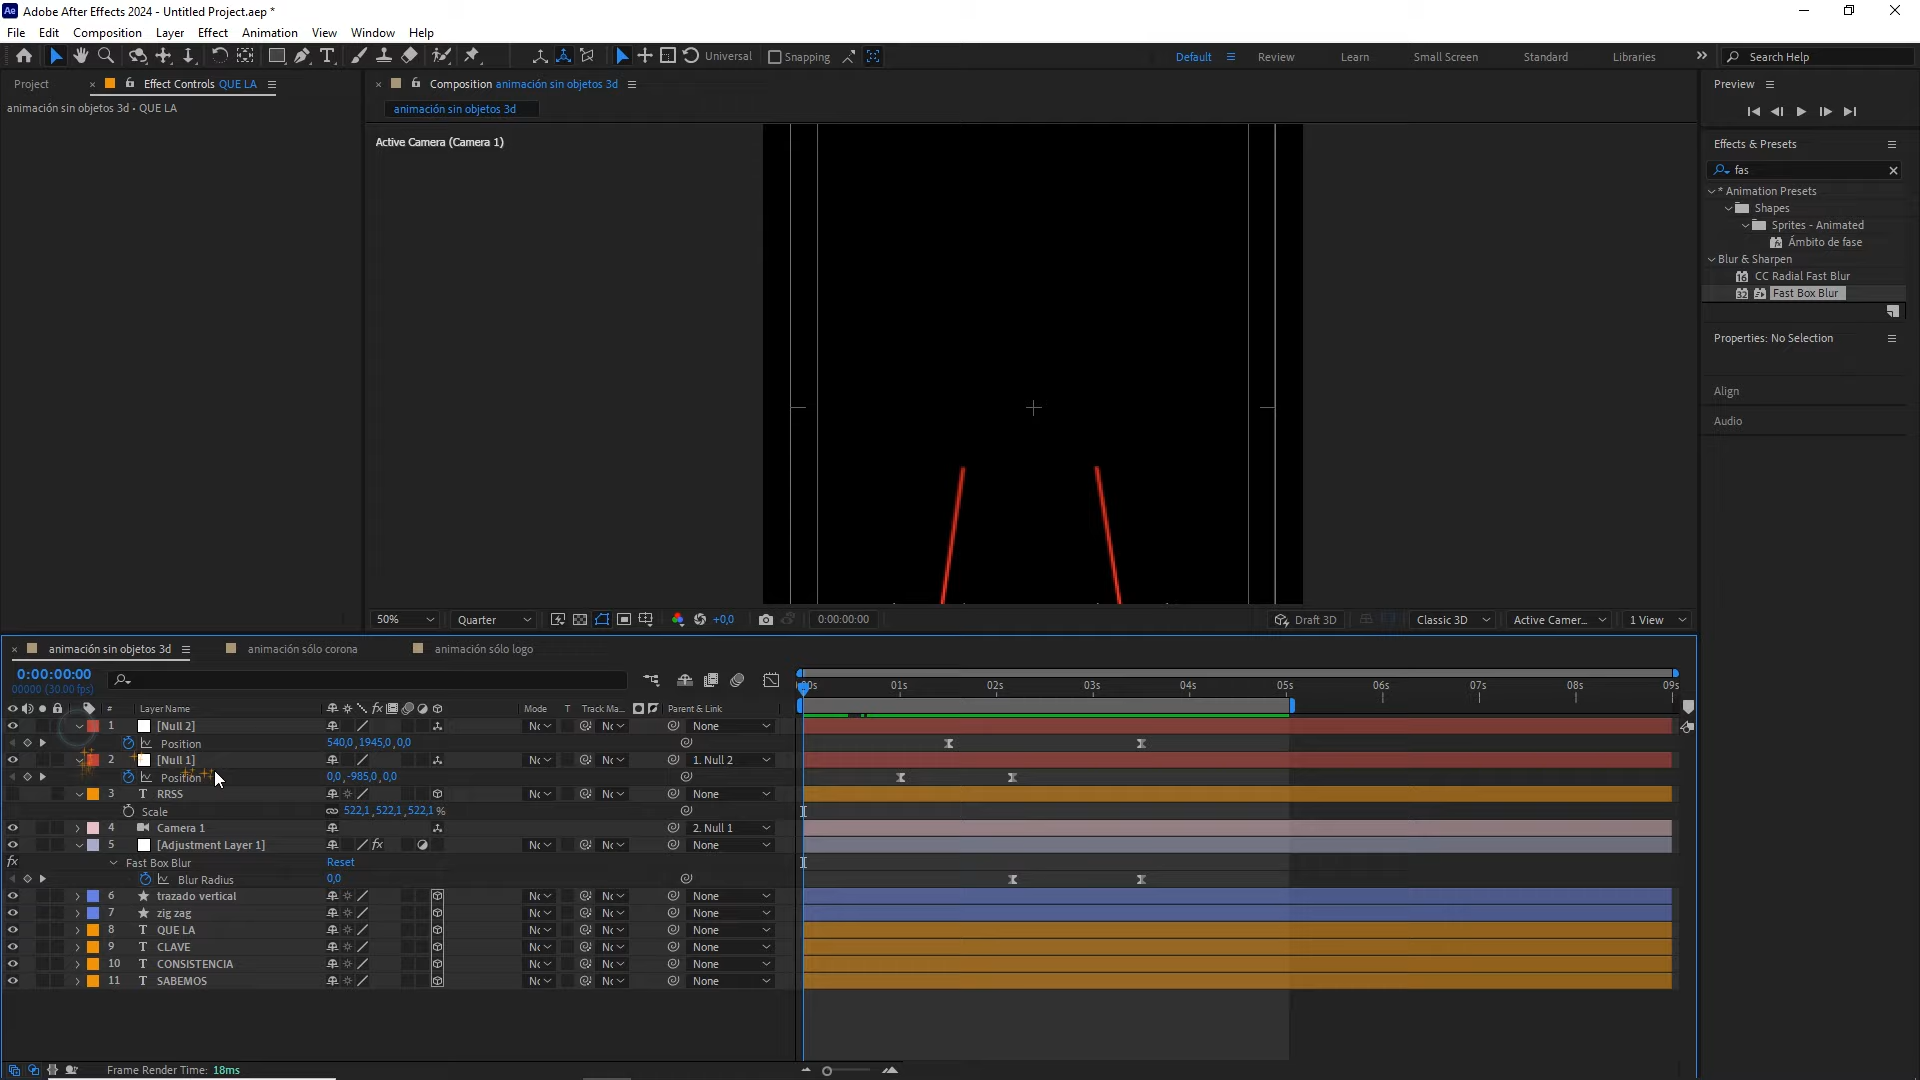 Adobe After Effects 2024 - Untitled Project.aep *
File Edit Composition Layer Effect Animation View Window Help
Universal Snapping Default Review Learn Small Screen Standard Libraries Search Help
Project Effect Controls QUE LA
animación sin objetos 3d • QUE LA
Composition animación sin objetos 3d
animación sin objetos 3d
Active Camera (Camera 1)
Preview
Effects & Presets
fas
* Animation Presets
Shapes
Sprites - Animated
Ámbito de fase
Blur & Sharpen
CC Radial Fast Blur
Fast Box Blur
Properties: No Selection
Align
Audio
50% Quarter +0,0 0:00:00:00 Draft 3D Classic 3D Active Camer... 1 View
animación sin objetos 3d animación sólo corona animación sólo logo
0:00:00:00
00000 (30.00 fps)
01s 02s 03s 04s 05s 06s 07s 08s 09s
# Layer Name Mode T Track Ma... Parent & Link
1 [Null 2] None
Position 540,0,1945,0,0,0
2 [Null 1] 1. Null 2
Position 0,0,-985,0,0,0
3 T RRSS None
Scale 522,1,522,1,522,1 %
4 Camera 1 2. Null 1
5 [Adjustment Layer 1] fx None
fx Fast Box Blur Reset
Blur Radius 0,0
6 trazado vertical None
7 zig zag None
8 T QUE LA None
9 T CLAVE None
10 T CONSISTENCIA None
11 T SABEMOS None
Frame Render Time: 18ms